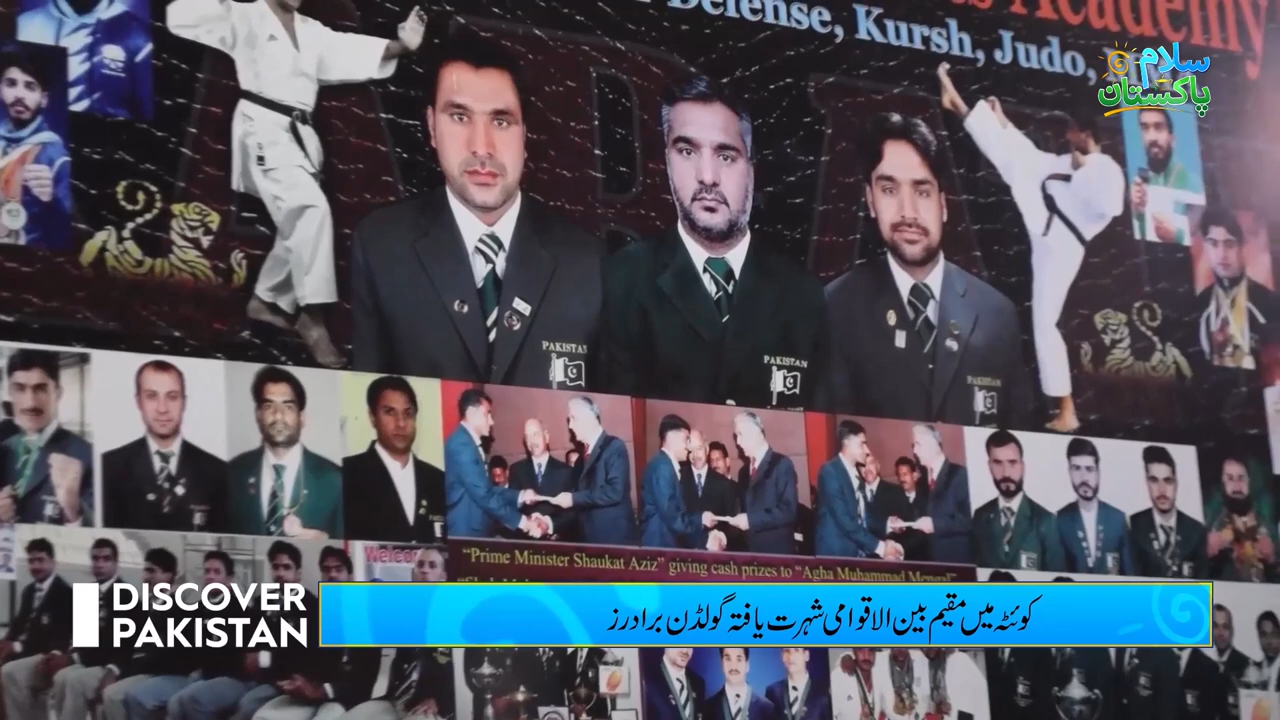 Academy
Defense, Kursh, Judo,
سلام
پاکستان
PAKISTAN
PAKISTAN
PAKISTAN
"Prime Minister Shaukat Aziz" giving cash prizes to "Agha Muhammad Mengal"
DISCOVER
PAKISTAN
کوئٹہ میں مقیم بین الاقوامی شہرت یافتہ گولڈن برادرز